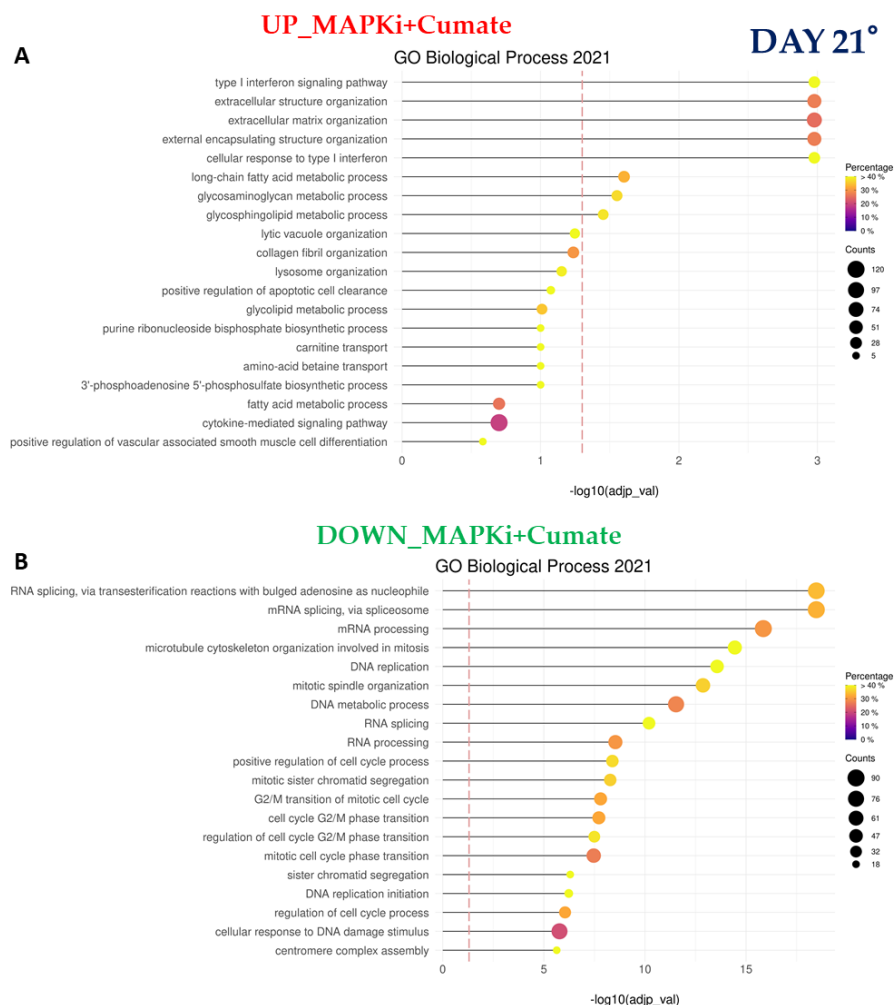 UP_MAPKi+Cumate
DAY 21°
A
GO Biological Process 2021
type I interferon signaling pathway
extracellular structure organization
extracellular matrix organization
external encapsulating structure organization
cellular response to type I interferon
long-chain fatty acid metabolic process
glycosaminoglycan metabolic process
glycosphingolipid metabolic process
lytic vacuole organization
collagen fibril organization
lysosome organization
positive regulation of apoptotic cell clearance
glycolipid metabolic process
purine ribonucleoside bisphosphate biosynthetic process
carnitine transport
amino-acid betaine transport
3'-phosphoadenosine 5'-phosphosulfate biosynthetic process
fatty acid metabolic process
cytokine-mediated signaling pathway
positive regulation of vascular associated smooth muscle cell differentiation
0 1 2 3
-log10(adjp_val)
Percentage
> 40 %
30 %
20 %
10 %
0 %
Counts
120
97
74
51
28
5
DOWN_MAPKi+Cumate
B
GO Biological Process 2021
RNA splicing, via transesterification reactions with bulged adenosine as nucleophile
mRNA splicing, via spliceosome
mRNA processing
microtubule cytoskeleton organization involved in mitosis
DNA replication
mitotic spindle organization
DNA metabolic process
RNA splicing
RNA processing
positive regulation of cell cycle process
mitotic sister chromatid segregation
G2/M transition of mitotic cell cycle
cell cycle G2/M phase transition
regulation of cell cycle G2/M phase transition
mitotic cell cycle phase transition
sister chromatid segregation
DNA replication initiation
regulation of cell cycle process
cellular response to DNA damage stimulus
centromere complex assembly
0 5 10 15
-log10(adjp_val)
Percentage
> 40 %
30 %
20 %
10 %
0 %
Counts
90
76
61
47
32
18